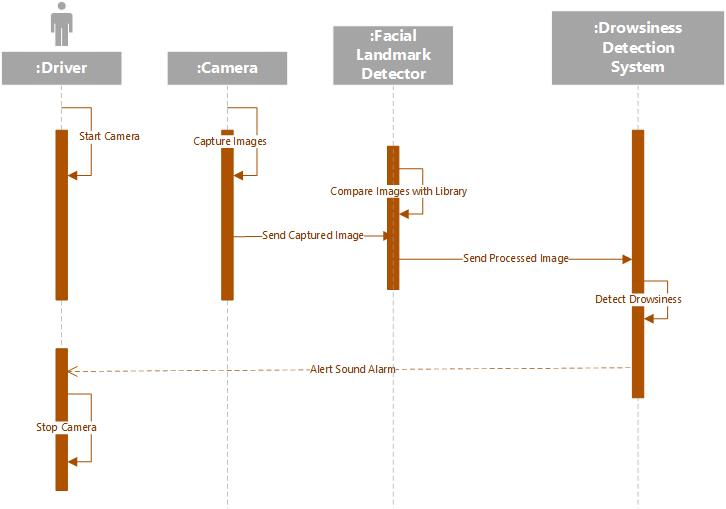 :Driver
:Camera
:Facial
Landmark
Detector
:Drowsiness
Detection
System
Start Camera
Capture Images
Compare Images with Library
Send Captured Image
Send Processed Image
Detect Drowsiness
Alert Sound Alarm
Stop Camera